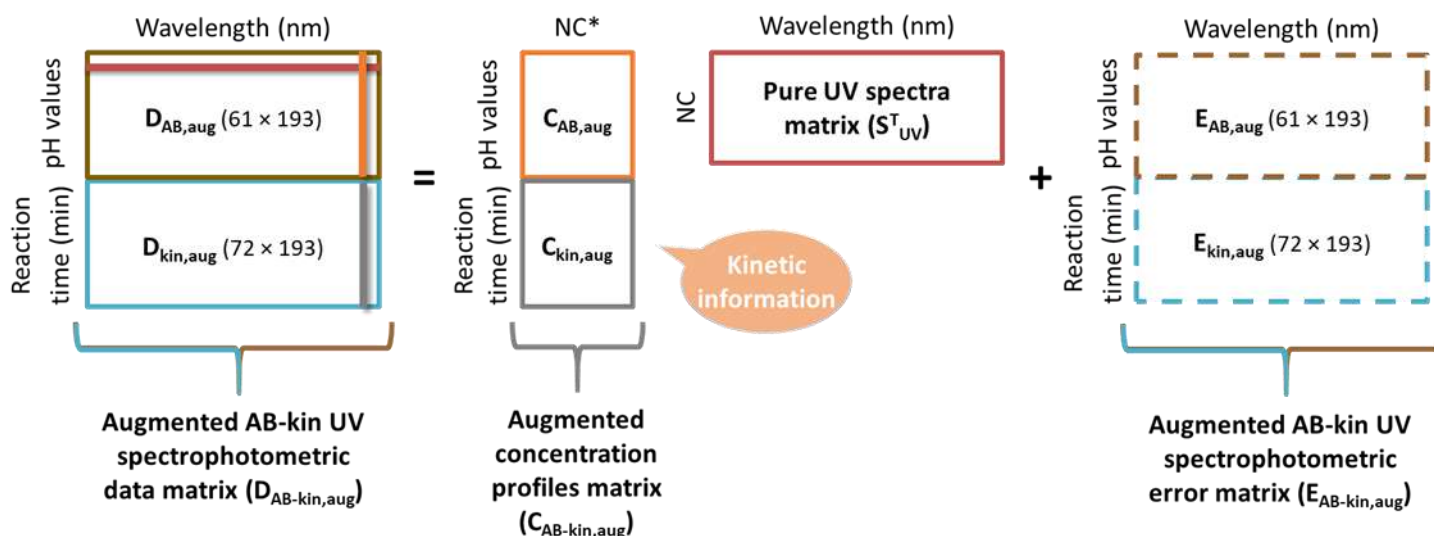 Wavelength (nm)
NC*
Wavelength (nm)
Wavelength (nm)
pH values
D_AB,aug (61 × 193)
pH values
C_AB,aug
NC
Pure UV spectra
matrix (S^T_UV)
pH values
E_AB,aug (61 × 193)
=
+
Reaction
time (min)
D_kin,aug (72 × 193)
Reaction
time (min)
C_kin,aug
Kinetic
information
Reaction
time (min)
E_kin,aug (72 × 193)
Augmented AB-kin UV
spectrophotometric
data matrix (D_AB-kin,aug)
Augmented
concentration
profiles matrix
(C_AB-kin,aug)
Augmented AB-kin UV
spectrophotometric
error matrix (E_AB-kin,aug)